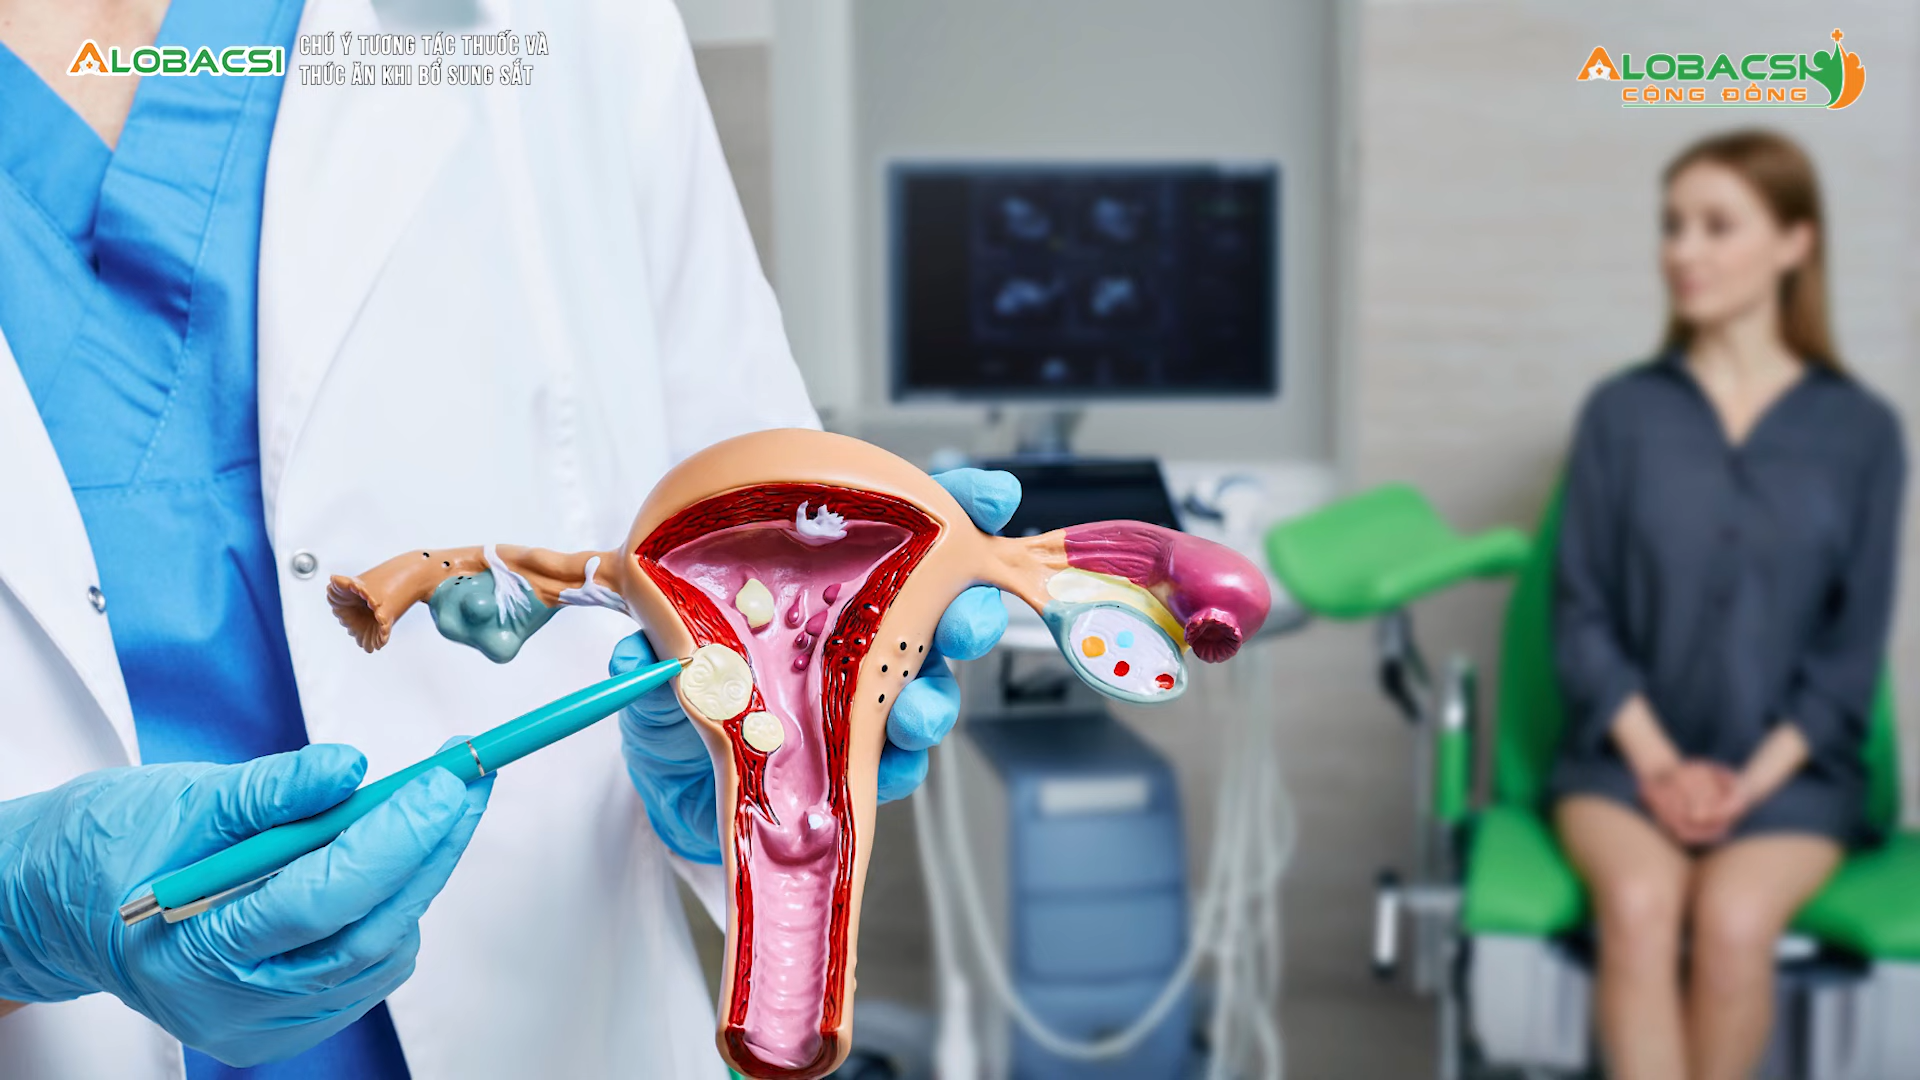 ALOBACSI
CHÚ Ý TƯƠNG TÁC THUỐC VÀ
THỨC ĂN KHI BỔ SUNG SẮT
ALOBACSI
CỘNG ĐỒNG